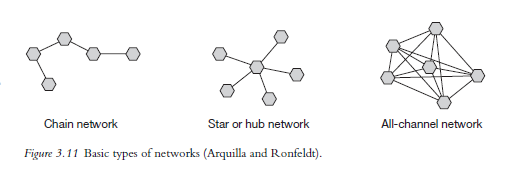 Chain network
Star or hub network
All-channel network
Figure 3.11 Basic types of networks (Arquilla and Ronfeldt).